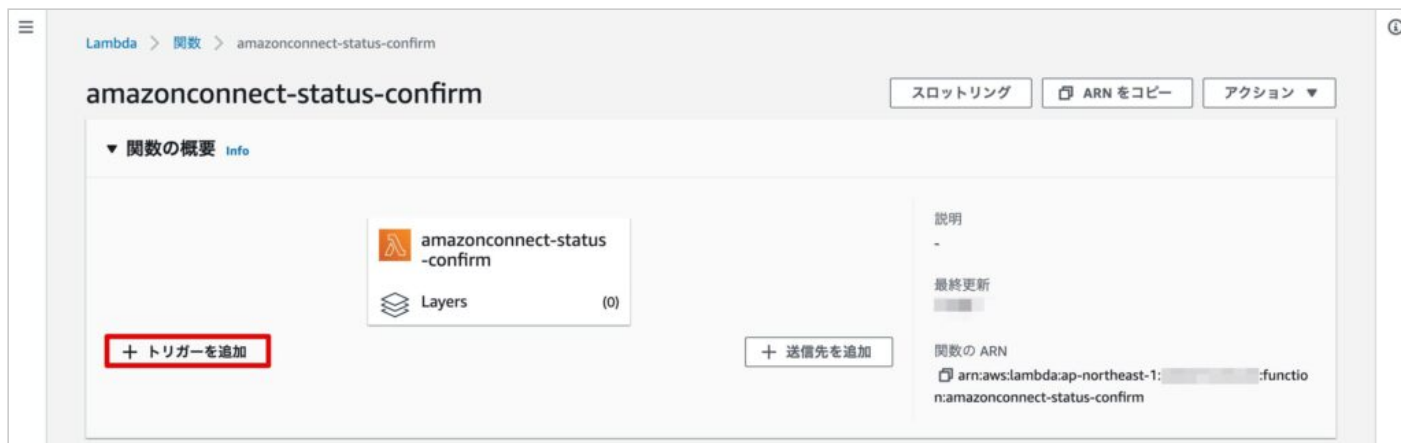 Lambda > 関数 > amazonconnect-status-confirm
amazonconnect-status-confirm
スロットリング
ARN をコピー
アクション ▼
▼ 関数の概要 Info
amazonconnect-status
-confirm
Layers (0)
+ トリガーを追加
+ 送信先を追加
説明
-
最終更新
関数の ARN
arn:aws:lambda:ap-northeast-1: :functio
n:amazonconnect-status-confirm